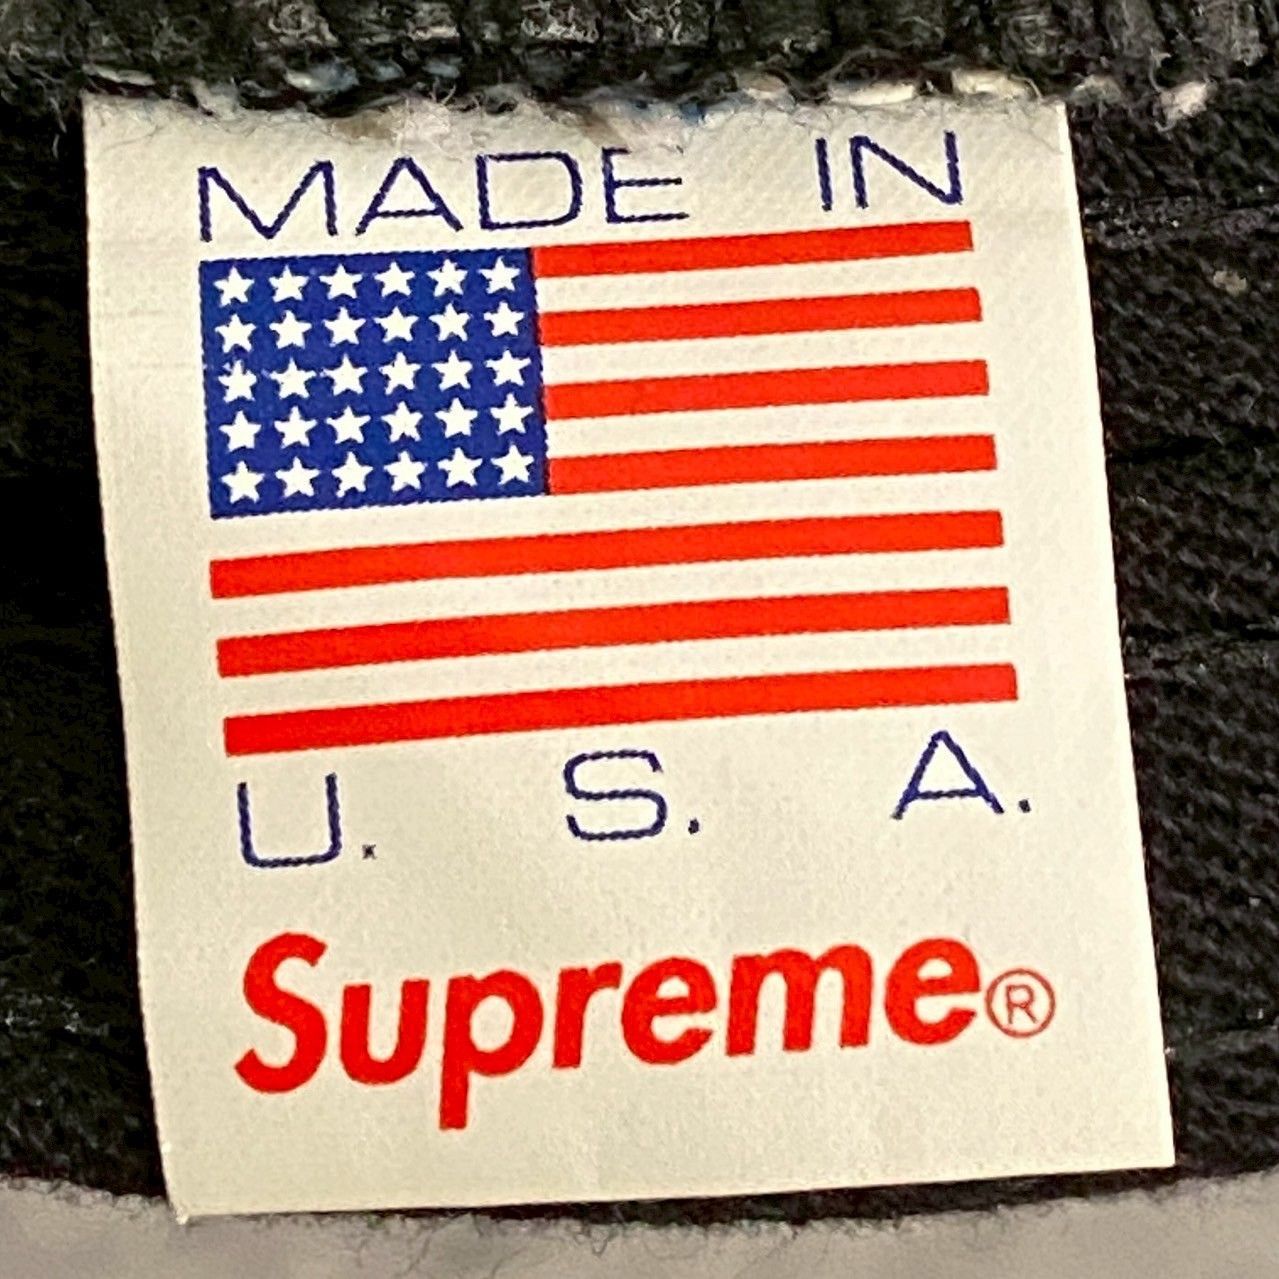 MADE IN
U. S. A.
Supreme®